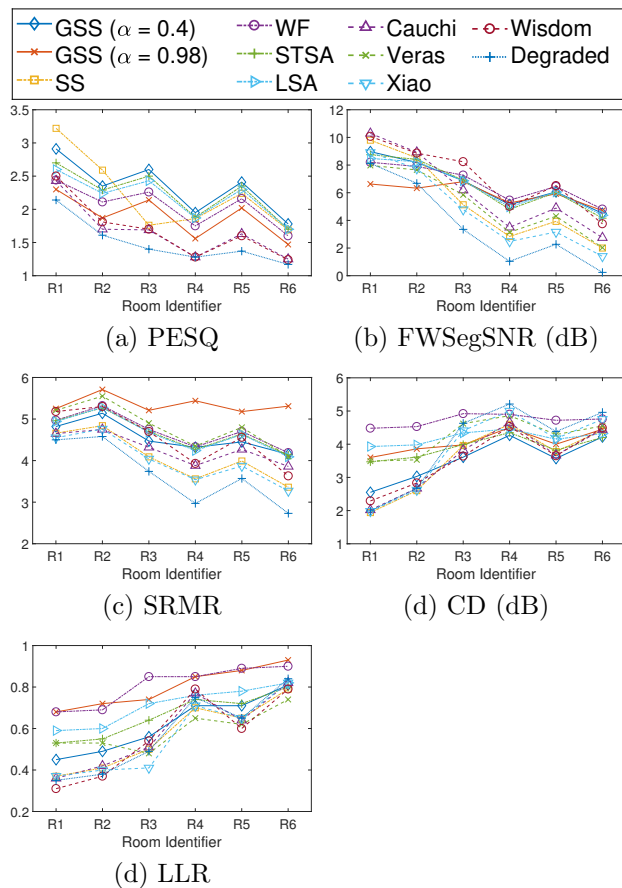 GSS (α = 0.4) WF Cauchi Wisdom
GSS (α = 0.98) STSA Veras Degraded
SS LSA Xiao
3.5
3
2.5
2
1.5
1
R1 R2 R3 R4 R5 R6
Room Identifier
(a) PESQ
12
10
8
6
4
2
0
R1 R2 R3 R4 R5 R6
Room Identifier
(b) FWSegSNR (dB)
6
5
4
3
2
R1 R2 R3 R4 R5 R6
Room Identifier
(c) SRMR
6
5
4
3
2
1
R1 R2 R3 R4 R5 R6
Room Identifier
(d) CD (dB)
1
0.8
0.6
0.4
0.2
R1 R2 R3 R4 R5 R6
Room Identifier
(d) LLR